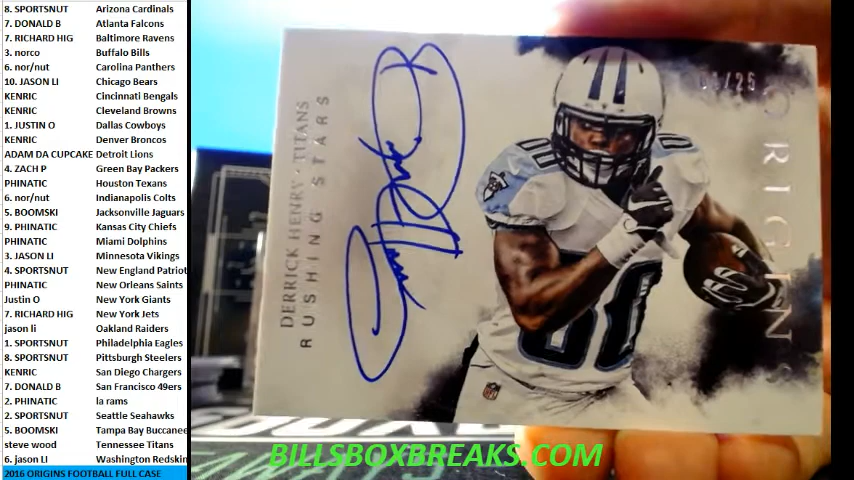 8. SPORTSNUT Arizona Cardinals
7. DONALD B Atlanta Falcons
7. RICHARD HIG Baltimore Ravens
3. norco Buffalo Bills
6. nor/nut Carolina Panthers
10. JASON LI Chicago Bears
KENRIC Cincinnati Bengals
KENRIC Cleveland Browns
1. JUSTIN O Dallas Cowboys
KENRIC Denver Broncos
ADAM DA CUPCAKE Detroit Lions
4. ZACH P Green Bay Packers
PHINATIC Houston Texans
6. nor/nut Indianapolis Colts
5. BOOMSKI Jacksonville Jaguars
9. PHINATIC Kansas City Chiefs
PHINATIC Miami Dolphins
3. JASON LI Minnesota Vikings
4. SPORTSNUT New England Patriot
PHINATIC New Orleans Saints
Justin O New York Giants
7. RICHARD HIG New York Jets
jason li Oakland Raiders
1. SPORTSNUT Philadelphia Eagles
8. SPORTSNUT Pittsburgh Steelers
KENRIC San Diego Chargers
7. DONALD B San Francisco 49ers
2. PHINATIC la rams
2. SPORTSNUT Seattle Seahawks
5. BOOMSKI Tampa Bay Buccanee
steve wood Tennessee Titans
6. jason LI Washington Redskin
2016 ORIGINS FOOTBALL FULL CASE
DERRICK HENRY • TITANS
RUSHING STARS
ORIGINS
NFL
BILLSBOXBREAKS.COM